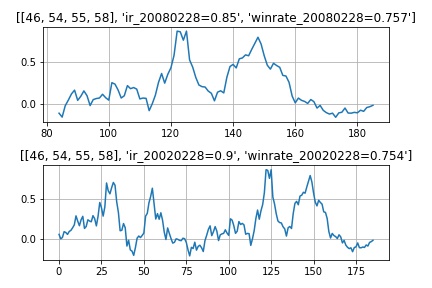 [[46, 54, 55, 58], 'ir_20080228=0.85', 'winrate_20080228=0.757']
0.5
0.0
80 100 120 140 160 180
[[46, 54, 55, 58], 'ir_20020228=0.9', 'winrate_20020228=0.754']
0.5
0.0
0 25 50 75 100 125 150 175